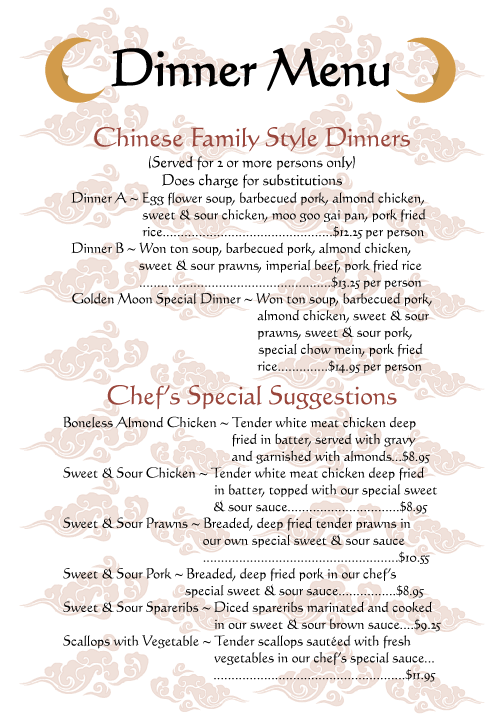 Dinner Menu
Chinese Family Style Dinners
(Served for 2 or more persons only)
Does charge for substitutions
Dinner A ~ Egg flower soup, barbecued pork, almond chicken,
sweet & sour chicken, moo goo gai pan, pork fried
rice............................................$12.25 per person
Dinner B ~ Won ton soup, barbecued pork, almond chicken,
sweet & sour prawns, imperial beef, pork fried rice
..................................................$13.25 per person
Golden Moon Special Dinner ~ Won ton soup, barbecued pork,
almond chicken, sweet & sour
prawns, sweet & sour pork,
special chow mein, pork fried
rice..............$14.95 per person
Chef's Special Suggestions
Boneless Almond Chicken ~ Tender white meat chicken deep
fried in batter, served with gravy
and garnished with almonds...$8.95
Sweet & Sour Chicken ~ Tender white meat chicken deep fried
in batter, topped with our special sweet
& sour sauce...............................$8.95
Sweet & Sour Prawns ~ Breaded, deep fried tender prawns in
our own special sweet & sour sauce
......................................................$10.55
Sweet & Sour Pork ~ Breaded, deep fried pork in our chef's
special sweet & sour sauce................$8.95
Sweet & Sour Spareribs ~ Diced spareribs marinated and cooked
in our sweet & sour brown sauce....$9.25
Scallops with Vegetable ~ Tender scallops sautéed with fresh
vegetables in our chef's special sauce...
.....................................................$11.95